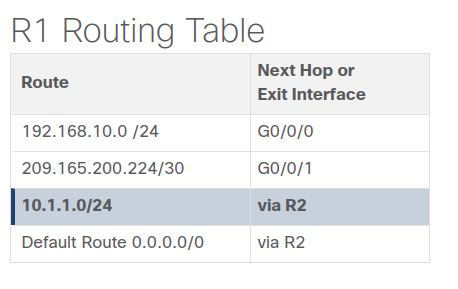 R1 Routing Table
Route
Next Hop or
Exit Interface
192.168.10.0 /24
G0/0/0
209.165.200.224/30
G0/0/1
10.1.1.0/24
via R2
Default Route 0.0.0.0/0
via R2